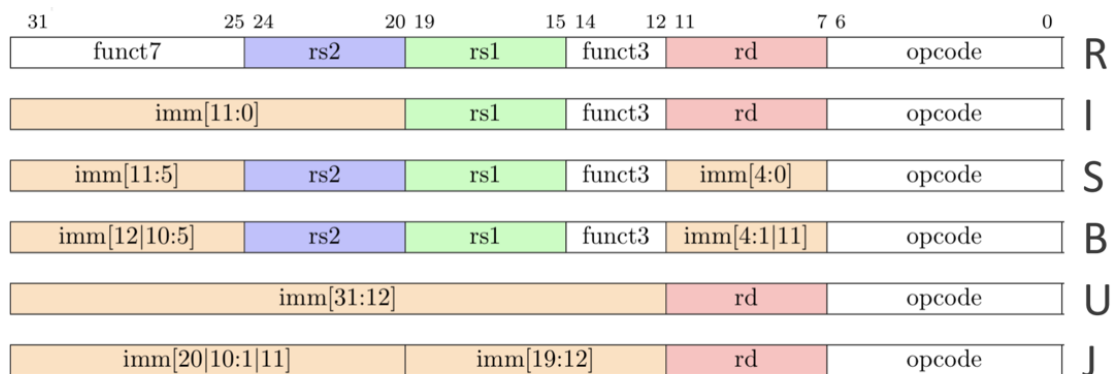 31 25 24 20 19 15 14 12 11 7 6 0
funct7 rs2 rs1 funct3 rd opcode R
imm[11:0] rs1 funct3 rd opcode I
imm[11:5] rs2 rs1 funct3 imm[4:0] opcode S
imm[12|10:5] rs2 rs1 funct3 imm[4:1|11] opcode B
imm[31:12] rd opcode U
imm[20|10:1|11] imm[19:12] rd opcode J